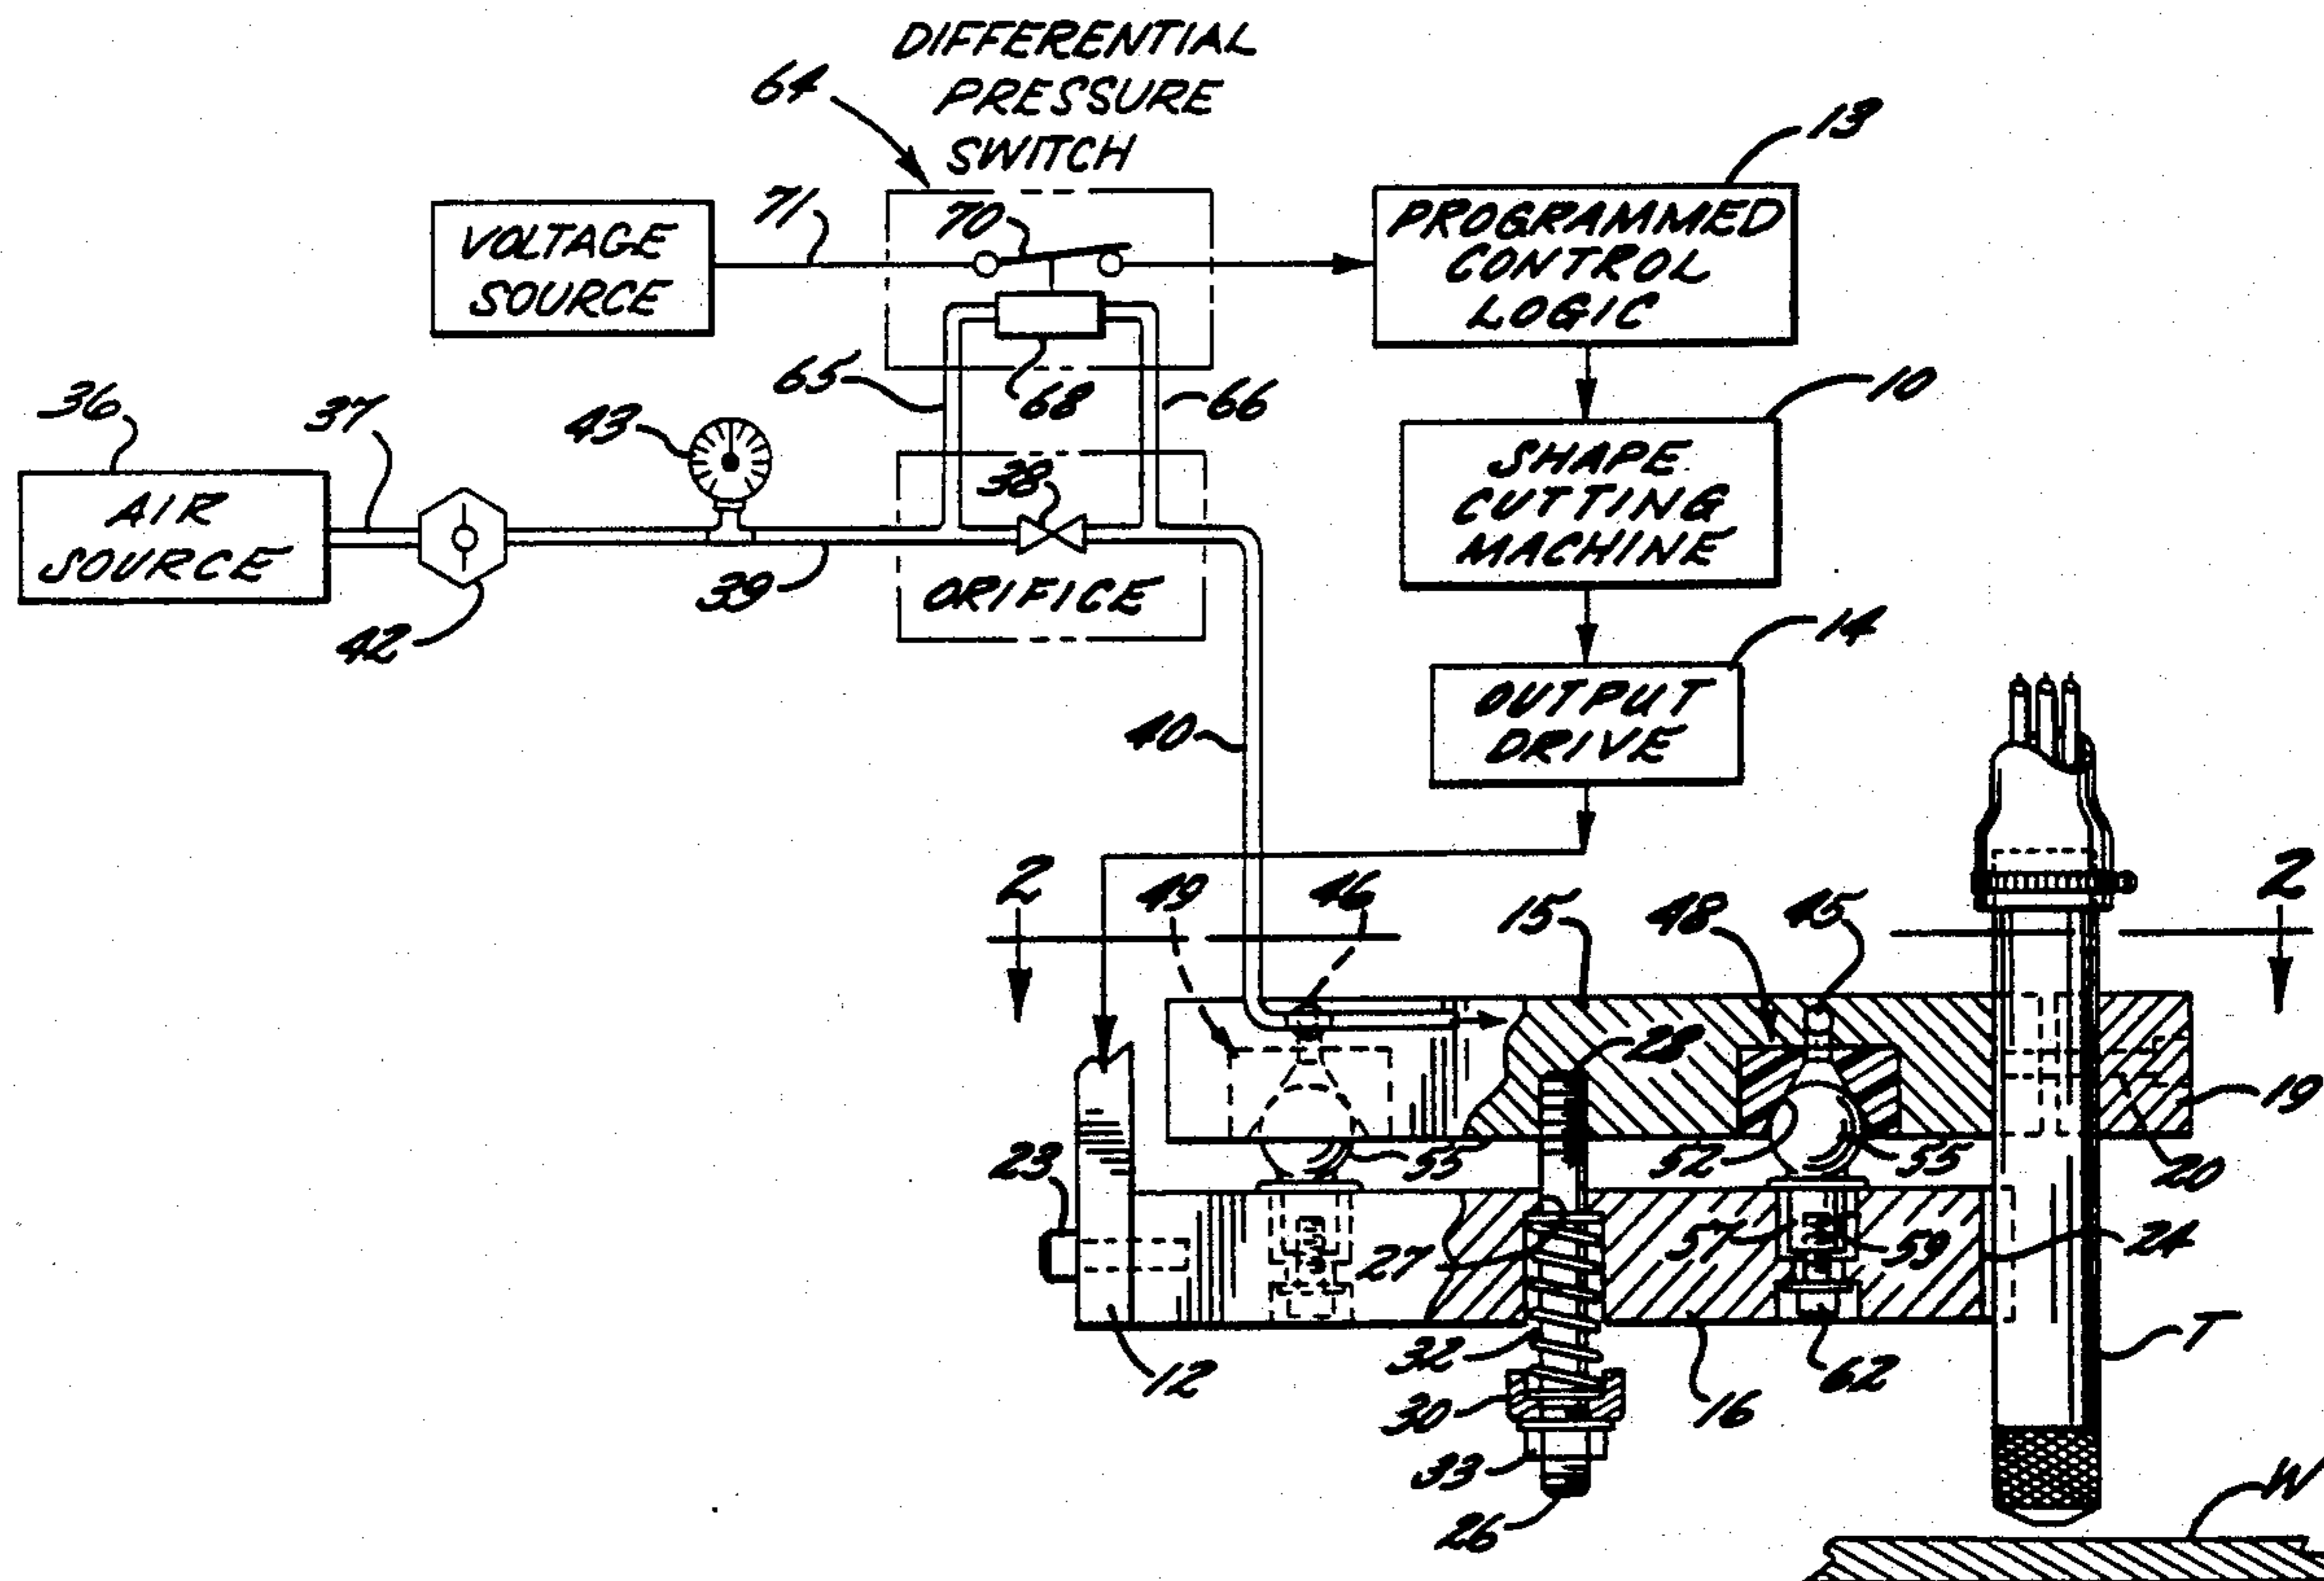 DIFFERENTIAL
PRESSURE
SWITCH
64
13
71
70
VOLTAGE
SOURCE
PROGRAMMED
CONTROL
LOGIC
65
68
66
10
36
37
43
38
AIR
SOURCE
SHAPE
CUTTING
MACHINE
39
ORIFICE
42
14
OUTPUT
DRIVE
40
2
49
46
15
48
45
2
28
19
23
55
52
55
20
27
57
59
24
32
T
12
30
16
62
33
26
W